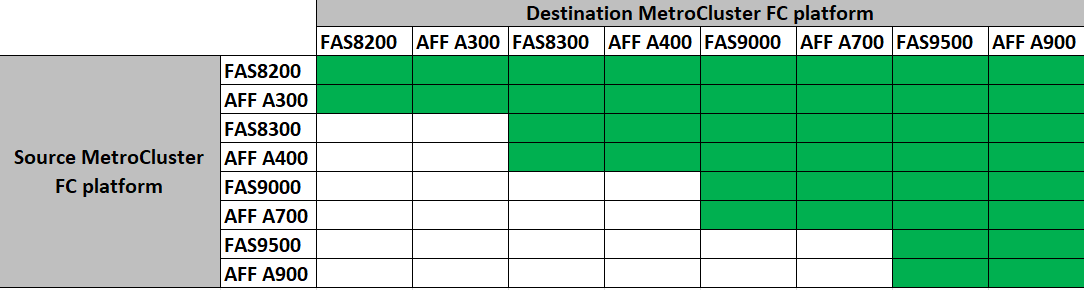 Destination MetroCluster FC platform
FAS8200 AFF A300 FAS8300 AFF A400 FAS9000 AFF A700 FAS9500 AFF A900
Source MetroCluster
FC platform
FAS8200
AFF A300
FAS8300
AFF A400
FAS9000
AFF A700
FAS9500
AFF A900